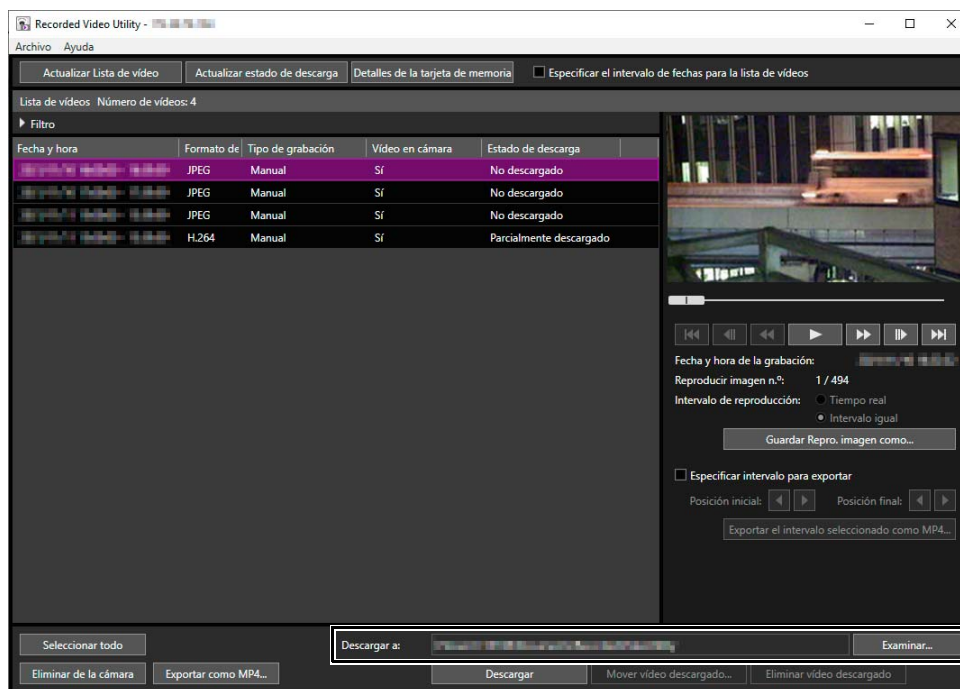 Recorded Video Utility -
Archivo Ayuda
Actualizar Lista de vídeo Actualizar estado de descarga Detalles de la tarjeta de memoria Especificar el intervalo de fechas para la lista de vídeos
Lista de vídeos Número de vídeos: 4
Filtro
Fecha y hora Formato de Tipo de grabación Vídeo en cámara Estado de descarga
JPEG Manual Sí No descargado
JPEG Manual Sí No descargado
JPEG Manual Sí No descargado
H.264 Manual Sí Parcialmente descargado
Fecha y hora de la grabación:
Reproducir imagen n.º: 1 / 494
Intervalo de reproducción: Tiempo real
Intervalo igual
Guardar Repro. imagen como...
Especificar intervalo para exportar
Posición inicial: Posición final:
Exportar el intervalo seleccionado como MP4...
Seleccionar todo Descargar a: Examinar...
Eliminar de la cámara Exportar como MP4... Descargar Mover vídeo descargado... Eliminar vídeo descargado